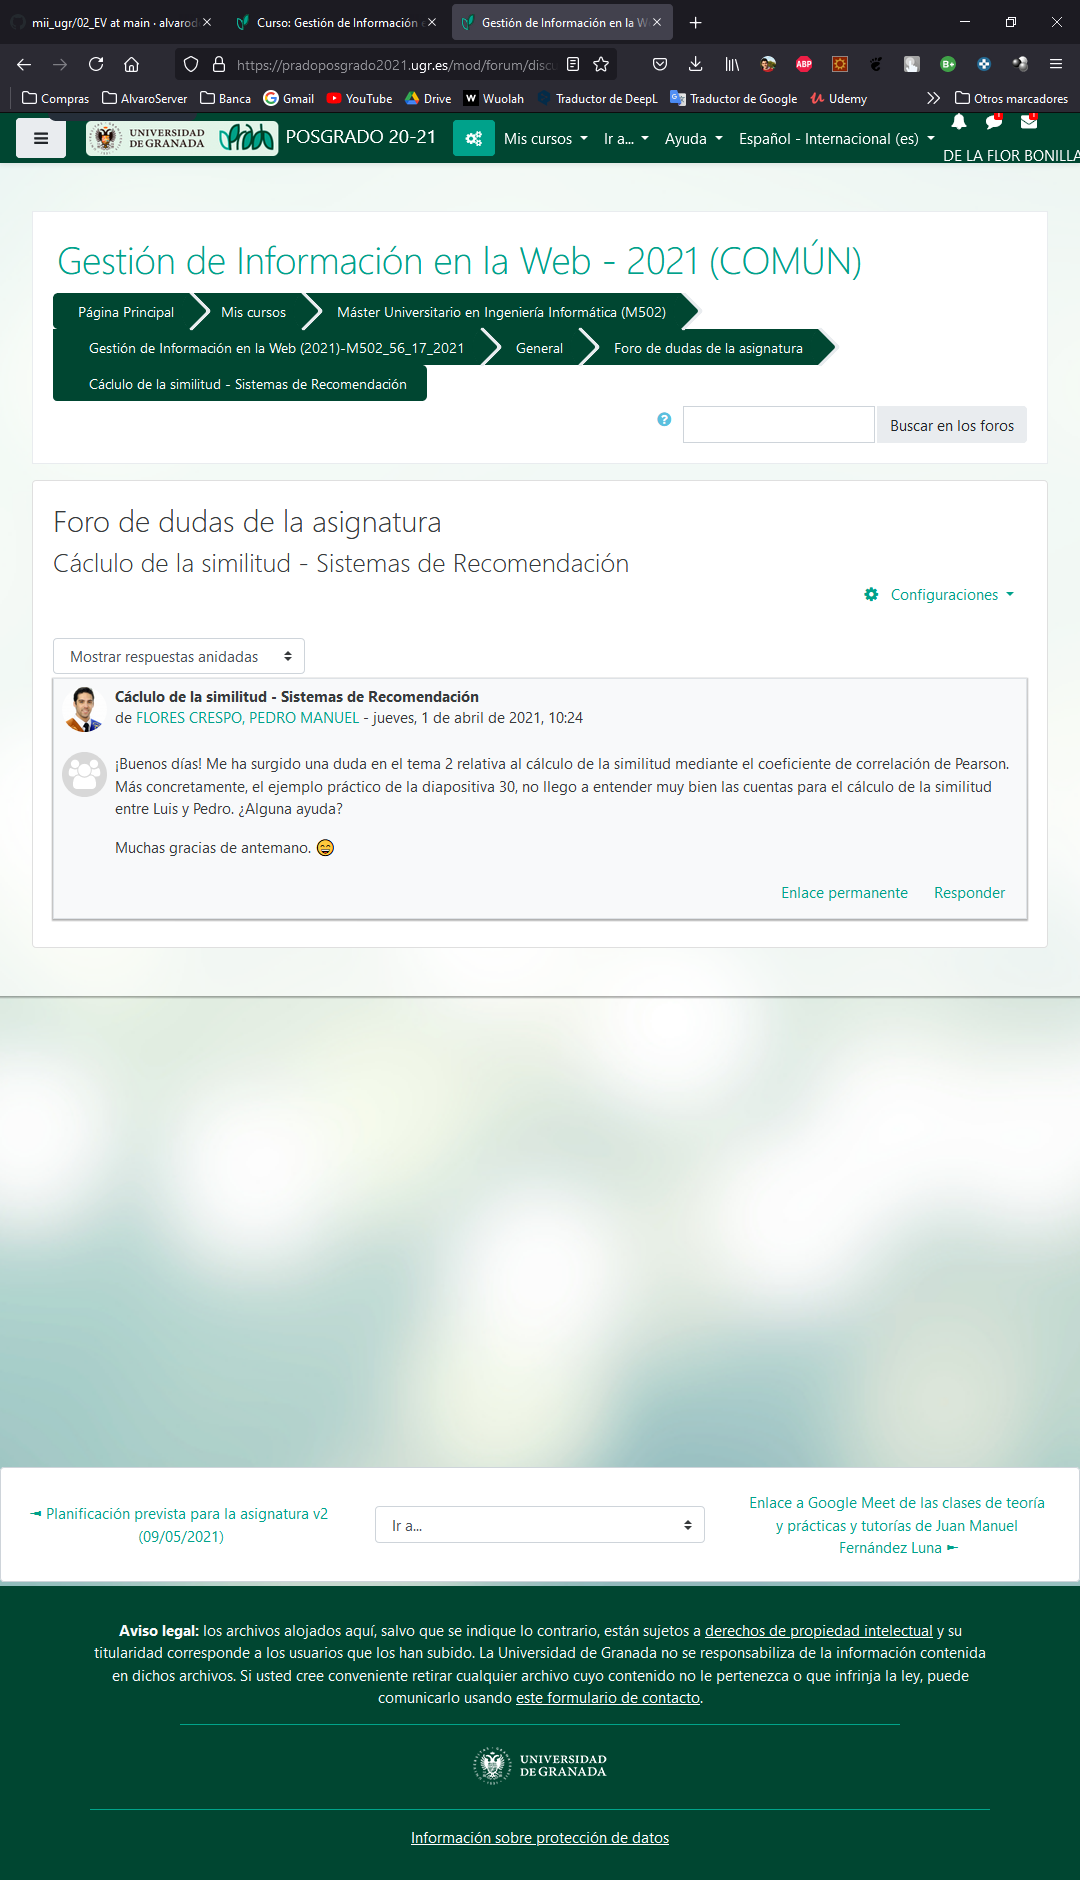 mii_ugr/02_EV at main · alvarod
Curso: Gestión de Información
Gestión de Información en la W
https://pradoposgrado2021.ugr.es/mod/forum/discu
ABP
B+
Compras
AlvaroServer
Banca
Gmail
YouTube
Drive
Wuolah
Traductor de DeepL
Traductor de Google
Udemy
Otros marcadores
UNIVERSIDAD
DE GRANADA
POSGRADO 20-21
Mis cursos
Ir a...
Ayuda
Español - Internacional (es)
DE LA FLOR BONILLA
Gestión de Información en la Web - 2021 (COMÚN)
Página Principal
Mis cursos
Máster Universitario en Ingeniería Informática (M502)
Gestión de Información en la Web (2021)-M502_56_17_2021
General
Foro de dudas de la asignatura
Cáclulo de la similitud - Sistemas de Recomendación
Buscar en los foros
Foro de dudas de la asignatura
Cáclulo de la similitud - Sistemas de Recomendación
Configuraciones
Mostrar respuestas anidadas
Cáclulo de la similitud - Sistemas de Recomendación
de FLORES CRESPO, PEDRO MANUEL - jueves, 1 de abril de 2021, 10:24
¡Buenos días! Me ha surgido una duda en el tema 2 relativa al cálculo de la similitud mediante el coeficiente de correlación de Pearson.
Más concretamente, el ejemplo práctico de la diapositiva 30, no llego a entender muy bien las cuentas para el cálculo de la similitud
entre Luis y Pedro. ¿Alguna ayuda?
Muchas gracias de antemano. 😄
Enlace permanente
Responder
◄ Planificación prevista para la asignatura v2
(09/05/2021)
Ir a...
Enlace a Google Meet de las clases de teoría
y prácticas y tutorías de Juan Manuel
Fernández Luna ►
Aviso legal: los archivos alojados aquí, salvo que se indique lo contrario, están sujetos a derechos de propiedad intelectual y su
titularidad corresponde a los usuarios que los han subido. La Universidad de Granada no se responsabiliza de la información contenida
en dichos archivos. Si usted cree conveniente retirar cualquier archivo cuyo contenido no le pertenezca o que infrinja la ley, puede
comunicarlo usando este formulario de contacto.
UNIVERSIDAD
DE GRANADA
Información sobre protección de datos